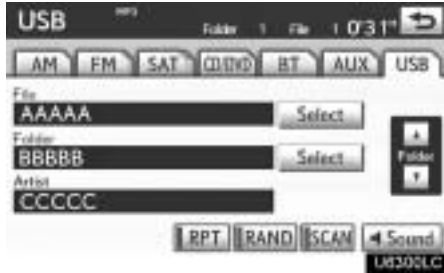 USB MP3 Folder 1 File 1 0'31"
AM FM SAT CD/DVD BT AUX USB
File
AAAAA Select
Folder
BBBBB Select
Folder
Artist
CCCCC
RPT RAND SCAN Sound
U6300LC